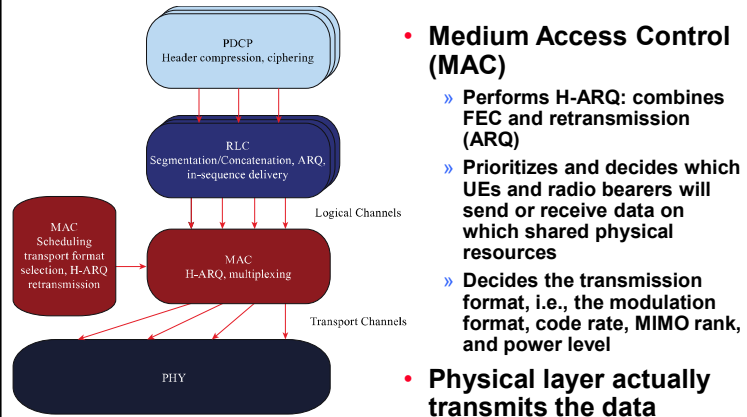 PDCP
Header compression, ciphering
RLC
Segmentation/Concatenation, ARQ,
in-sequence delivery
Logical Channels
MAC
Scheduling
transport format
selection, H-ARQ
retransmission
MAC
H-ARQ, multiplexing
Transport Channels
PHY
• Medium Access Control
(MAC)
» Performs H-ARQ: combines
FEC and retransmission
(ARQ)
» Prioritizes and decides which
UEs and radio bearers will
send or receive data on
which shared physical
resources
» Decides the transmission
format, i.e., the modulation
format, code rate, MIMO rank,
and power level
• Physical layer actually
transmits the data